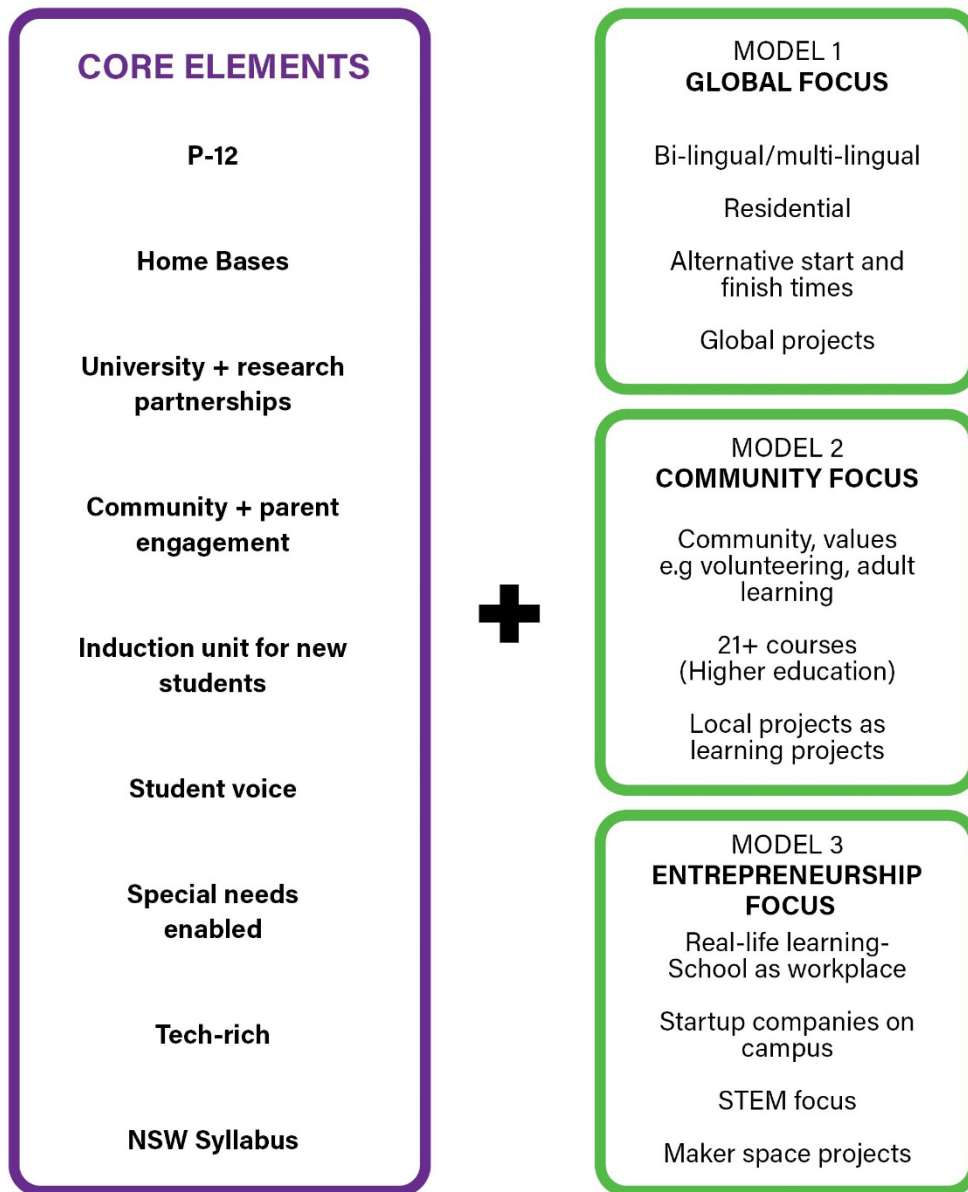 CORE ELEMENTS
P-12
Home Bases
University + research
partnerships
Community + parent
engagement
Induction unit for new
students
Student voice
Special needs
enabled
Tech-rich
NSW Syllabus
MODEL 1
GLOBAL FOCUS
Bi-lingual/multi-lingual
Residential
Alternative start and
finish times
Global projects
MODEL 2
COMMUNITY FOCUS
Community, values
e.g volunteering, adult
learning
21+ courses
(Higher education)
Local projects as
learning projects
MODEL 3
ENTREPRENEURSHIP
FOCUS
Real-life learning-
School as workplace
Startup companies on
campus
STEM focus
Maker space projects